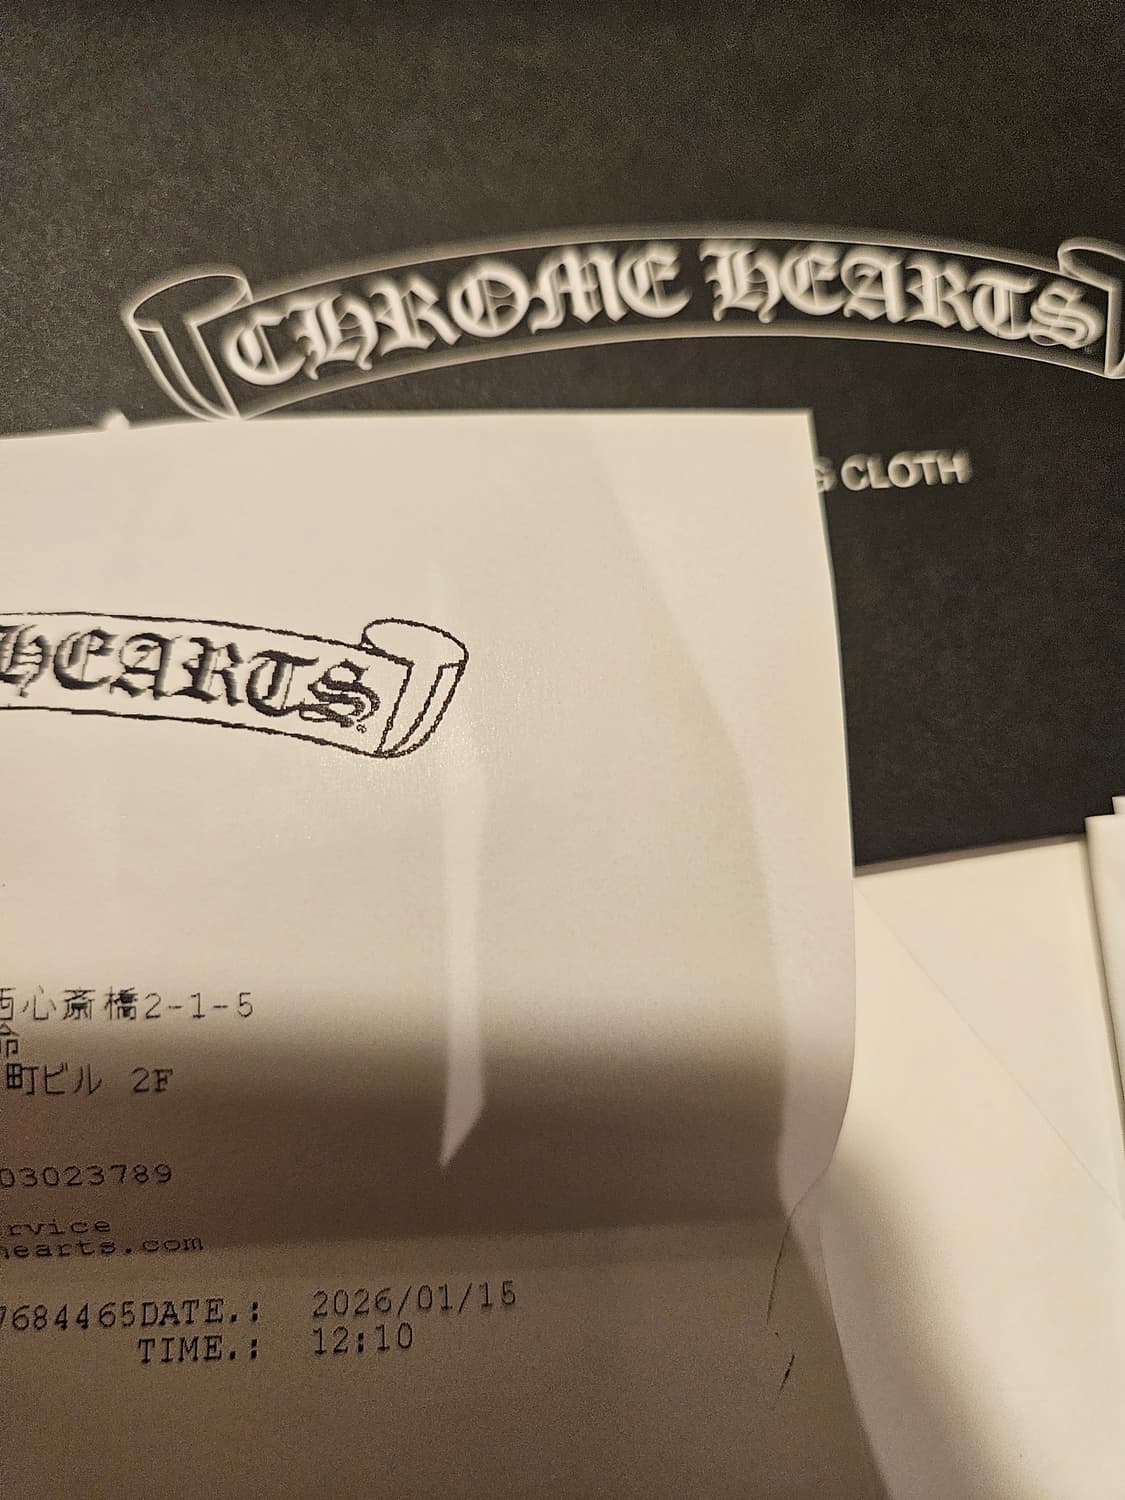 CHROME HEARTS
CLOTH
HEARTS
西心斎橋2-1-5
命
町ビル 2F
03023789
rvice
hearts.com
7684465DATE.: 2026/01/15
TIME.: 12:10